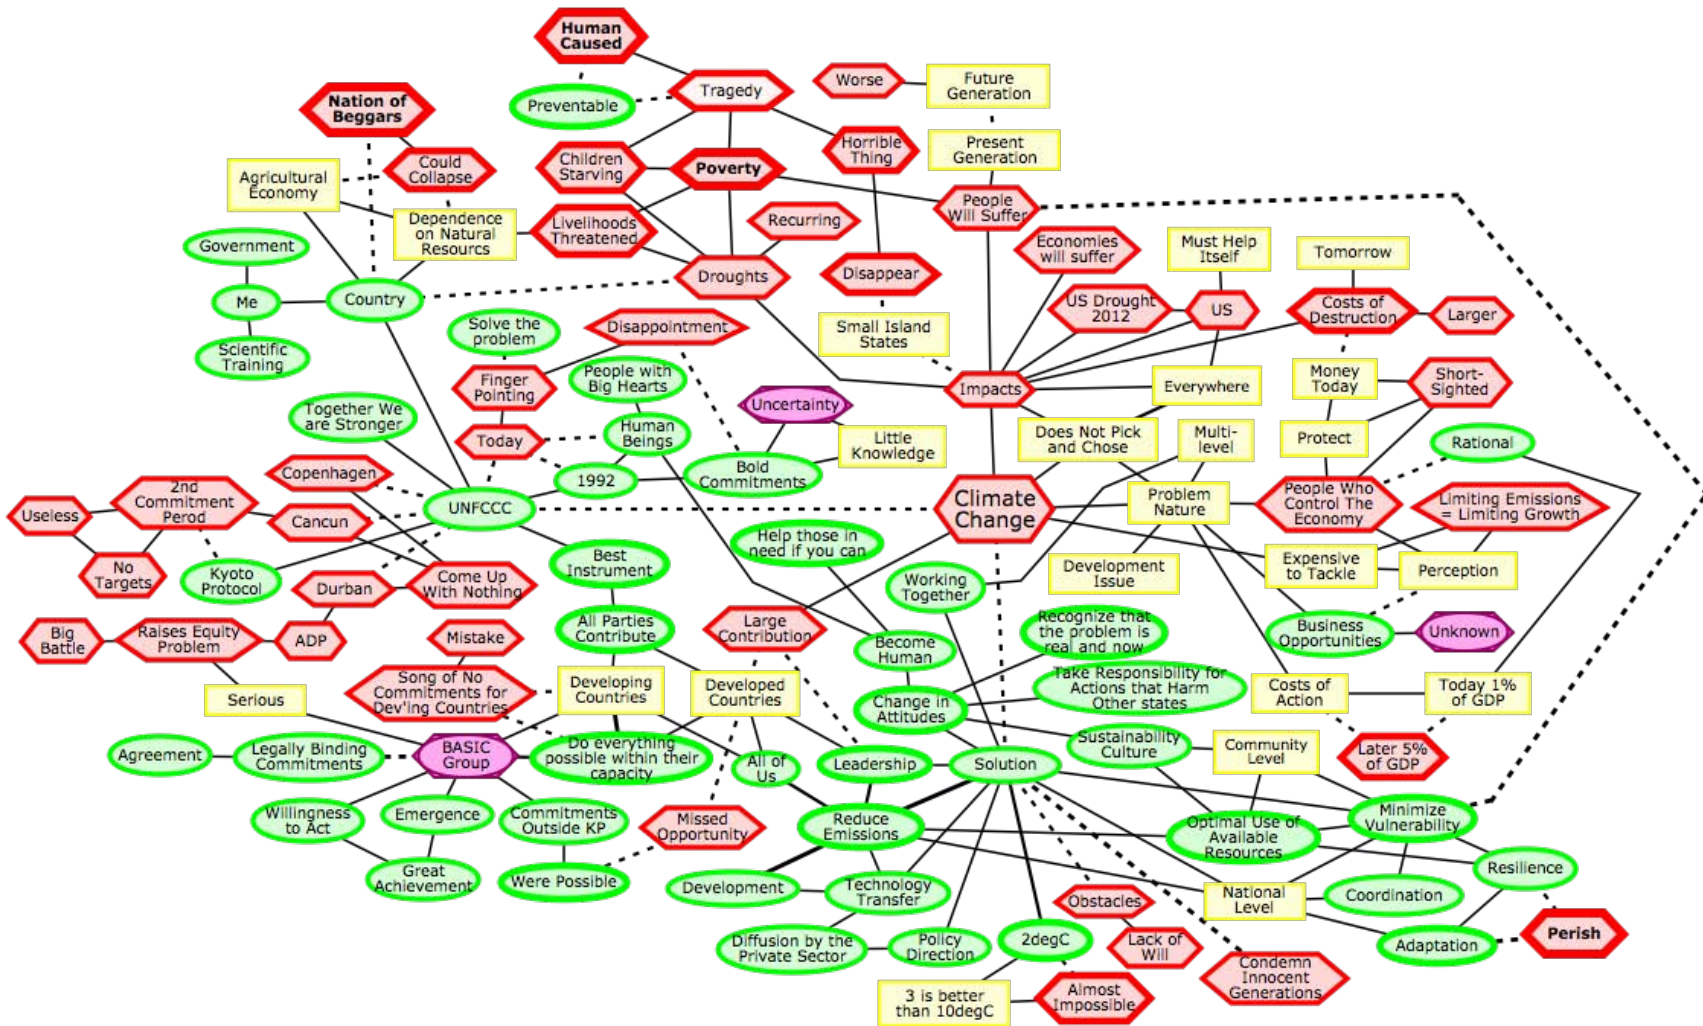 Human
Caused
Tragedy
Worse
Future
Generation
Preventable
Nation of
Beggars
Could
Collapse
Agricultural
Economy
Children
Starving
Poverty
Horrible
Thing
Present
Generation
Dependence
on Natural
Resourcs
Livelihoods
Threatened
Recurring
People
Will Suffer
Economies
will suffer
Must Help
Itself
Tomorrow
Government
Me
Country
Scientific
Training
Droughts
Disappear
US Drought
2012
US
Costs of
Destruction
Larger
Solve the
problem
Disappointment
Small Island
States
Finger
Pointing
People with
Big Hearts
Impacts
Everywhere
Money
Today
Short-
Sighted
Together We
are Stronger
Uncertainty
Today
Human
Beings
Little
Knowledge
Does Not Pick
and Chose
Multi-
level
Protect
Rational
Copenhagen
1992
Bold
Commitments
Useless
2nd
Commitment
Perod
Cancun
UNFCCC
Climate
Change
Problem
Nature
People Who
Control The
Economy
Limiting Emissions
= Limiting Growth
Help those in
need if you can
No
Targets
Kyoto
Protocol
Durban
Come Up
With Nothing
Best
Instrument
Working
Together
Development
Issue
Expensive
to Tackle
Perception
Big
Battle
Raises Equity
Problem
ADP
Mistake
All Parties
Contribute
Large
Contribution
Become
Human
Recognize that
the problem is
real and now
Business
Opportunities
Unknown
Serious
Song of No
Commitments for
Dev'ing Countries
Developing
Countries
Developed
Countries
Change in
Attitudes
Take Responsibility for
Actions that Harm
Other states
Costs of
Action
Today 1%
of GDP
Agreement
Legally Binding
Commitments
BASIC
Group
Do everything
possible within their
capacity
All of
Us
Leadership
Solution
Sustainability
Culture
Community
Level
Later 5%
of GDP
Willingness
to Act
Emergence
Commitments
Outside KP
Missed
Opportunity
Reduce
Emissions
Optimal Use of
Available
Resources
Minimize
Vulnerability
Great
Achievement
Were Possible
Development
Technology
Transfer
National
Level
Coordination
Resilience
Diffusion by the
Private Sector
Policy
Direction
2degC
Obstacles
Lack of
Will
Adaptation
Perish
3 is better
than 10degC
Almost
Impossible
Condemn
Innocent
Generations